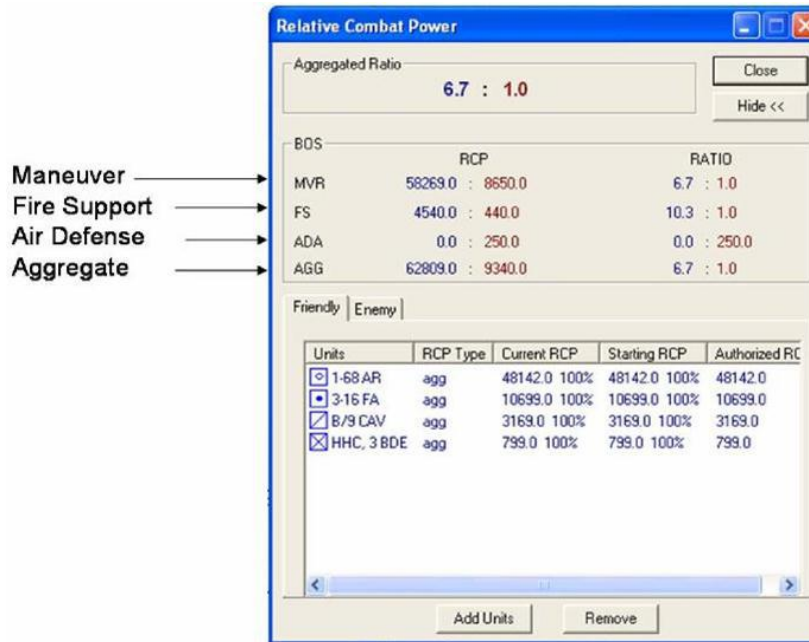 Relative Combat Power
Aggregated Ratio
6.7 : 1.0
Close
Hide <<
BOS
RCP RATIO
Maneuver MVR 58269.0 : 8650.0 6.7 : 1.0
Fire Support FS 4540.0 : 440.0 10.3 : 1.0
Air Defense ADA 0.0 : 250.0 0.0 : 250.0
Aggregate AGG 62809.0 : 9340.0 6.7 : 1.0
Friendly Enemy
Units RCP Type Current RCP Starting RCP Authorized RC
1-68 AR agg 48142.0 100% 48142.0 100% 48142.0
3-16 FA agg 10699.0 100% 10699.0 100% 10699.0
B/9 CAV agg 3169.0 100% 3169.0 100% 3169.0
HHC, 3 BDE agg 799.0 100% 799.0 100% 799.0
Add Units Remove